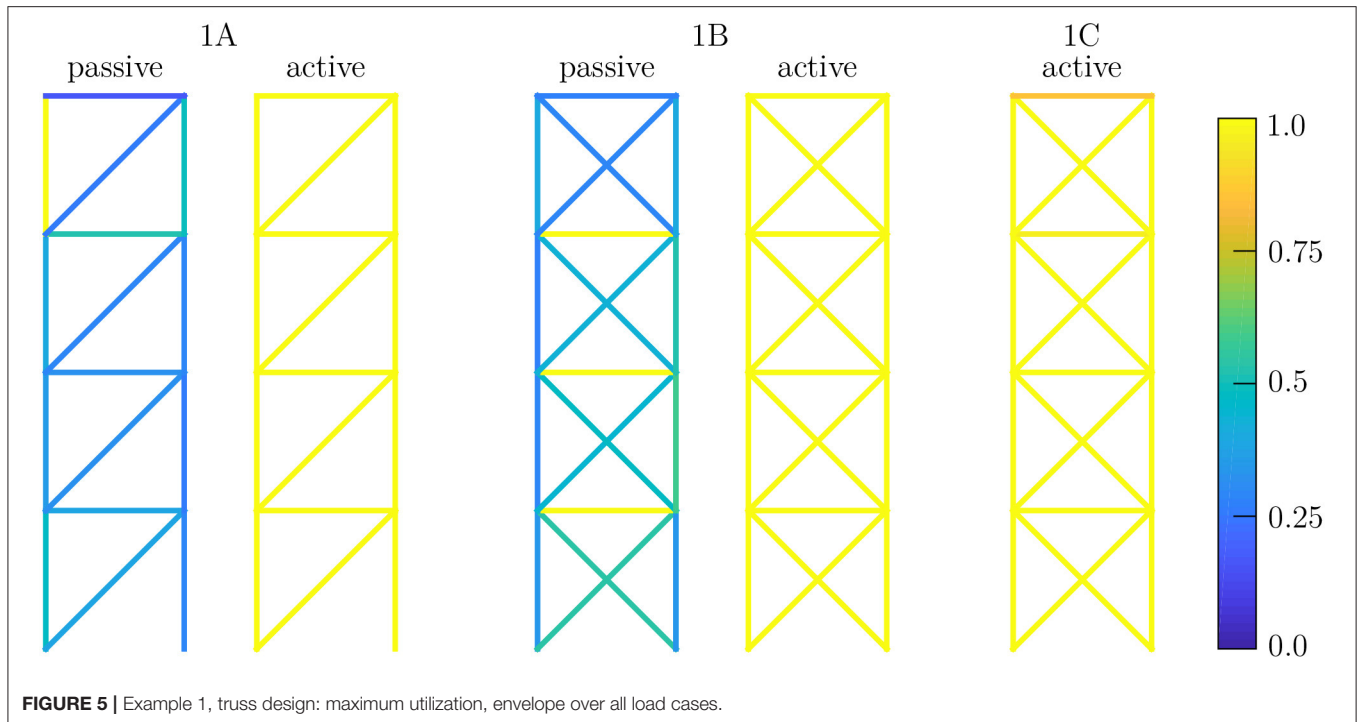 1A
passive
active
1B
passive
active
1C
active
1.0
0.75
0.5
0.25
0.0
FIGURE 5 | Example 1, truss design: maximum utilization, envelope over all load cases.